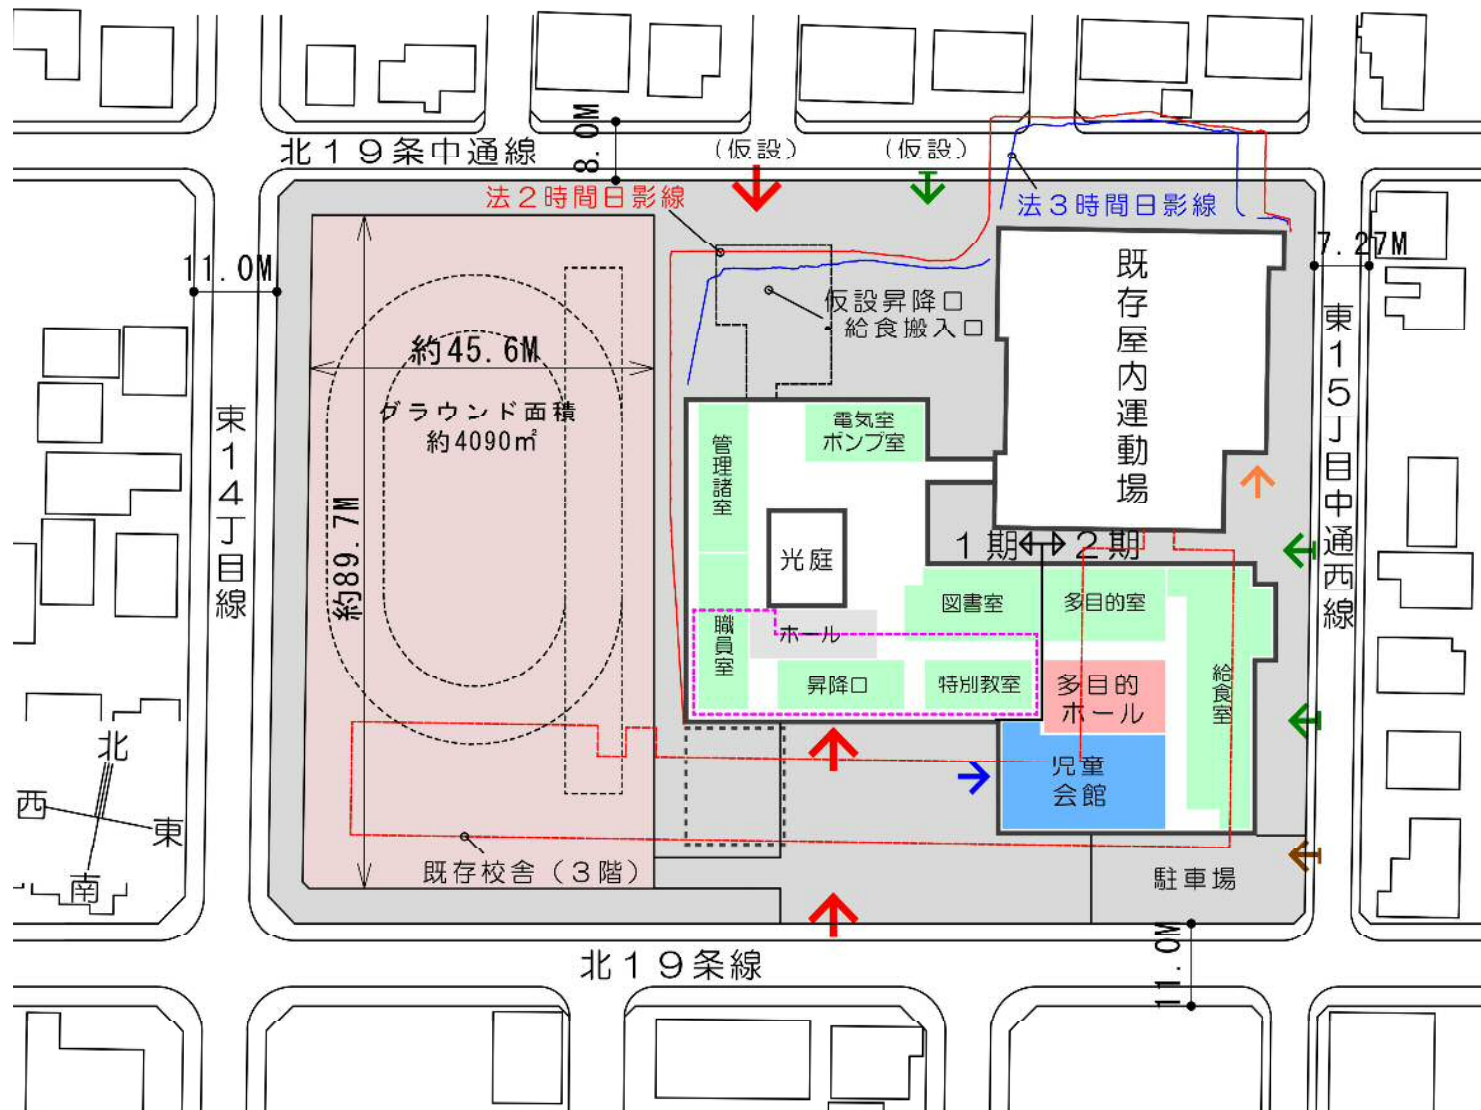 北19条中通線
8.0M
(仮設)
(仮設)
法2時間日影線
法3時間日影線
11.0M
7.27M
既存屋内運動場
仮設昇降口
給食搬入口
東15丁目中通西線
約45.6M
グラウンド面積
約4090㎡
約89.7M
東14丁目線
管理諸室
電気室
ポンプ室
光庭
1期
2期
図書室
多目的室
職員室
ホール
昇降口
特別教室
多目的
ホール
給食室
児童
会館
北
西
東
南
既存校舎(3階)
駐車場
北19条線
11.0M